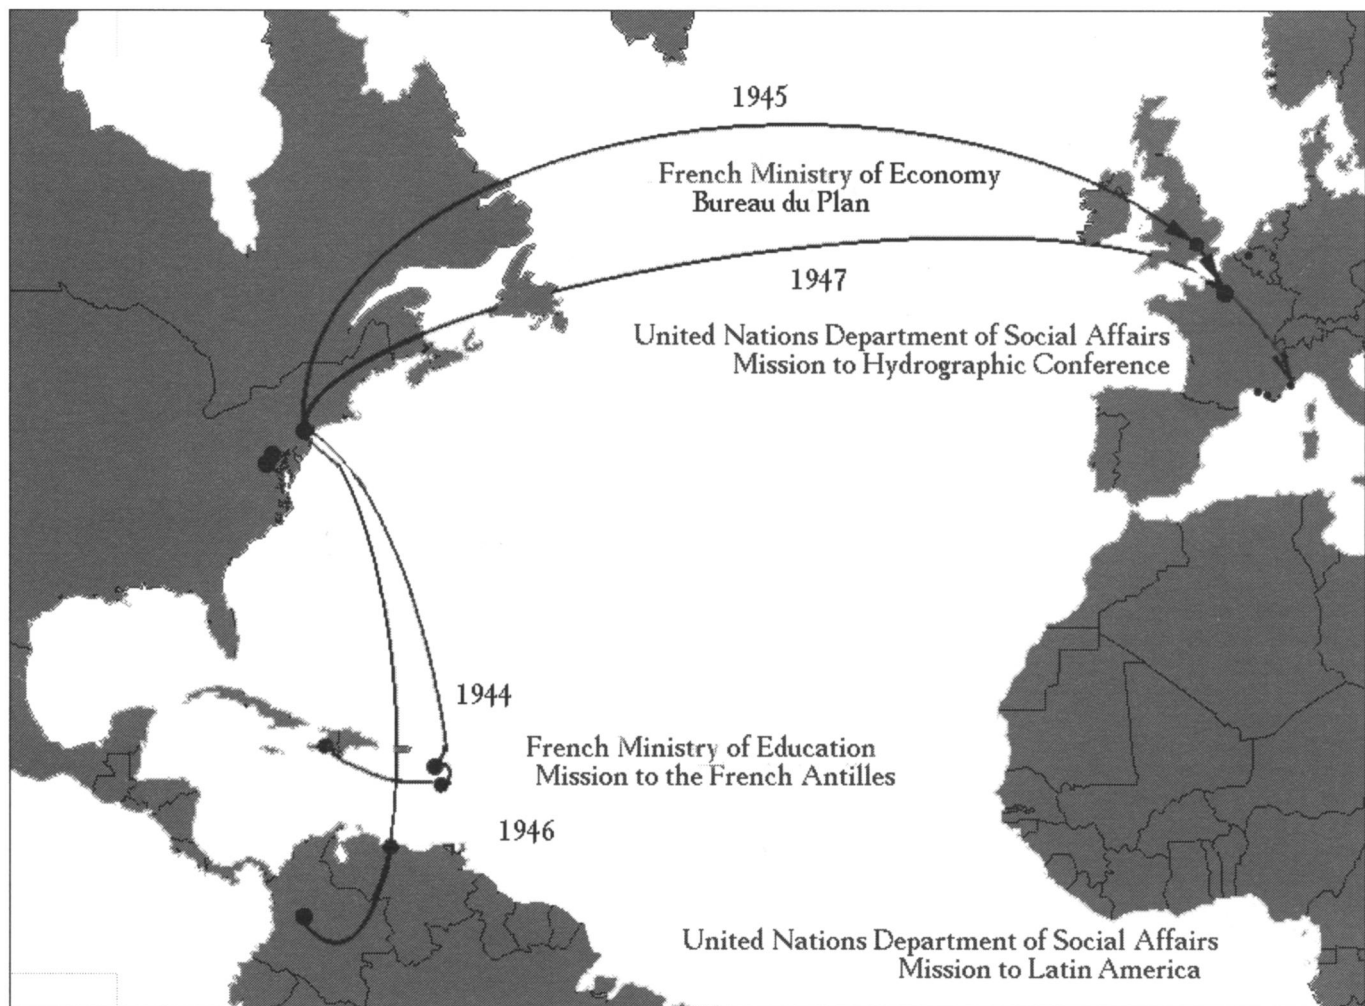 1945
French Ministry of Economy
Bureau du Plan
1947
United Nations Department of Social Affairs
Mission to Hydrographic Conference
1944
French Ministry of Education
Mission to the French Antilles
1946
United Nations Department of Social Affairs
Mission to Latin America